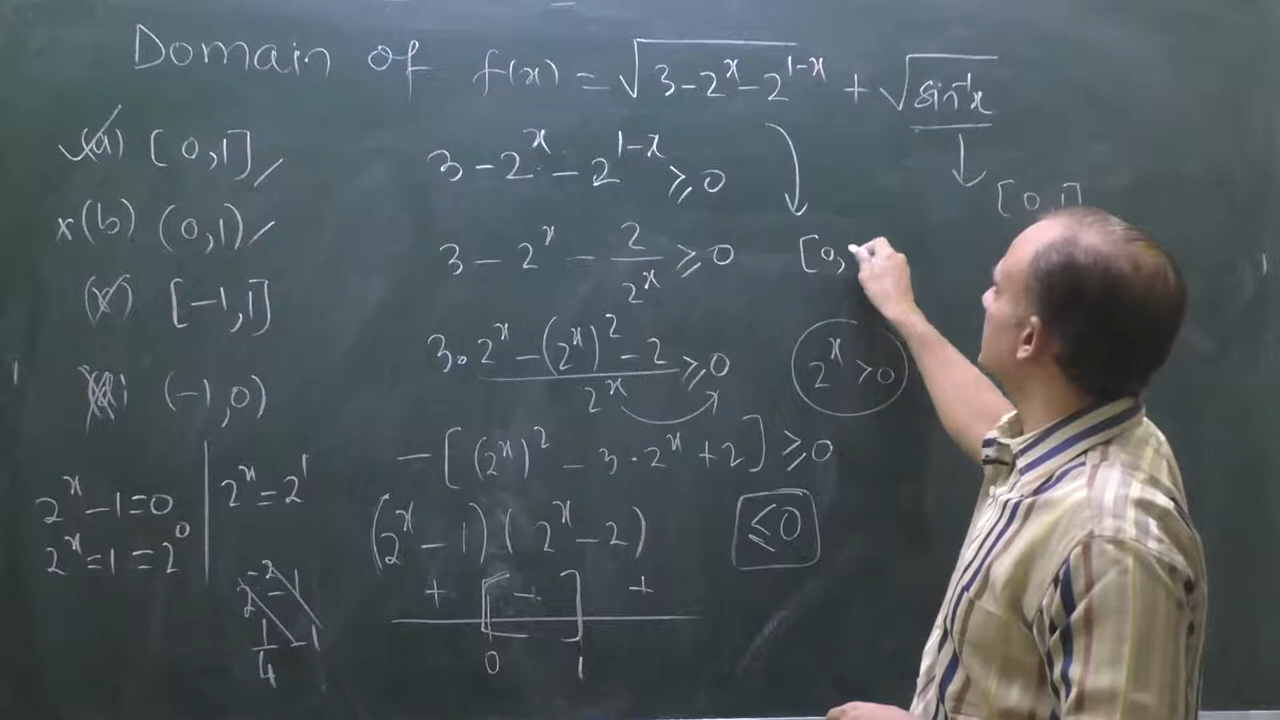 Domain of f(x) = √(3-2^x-2^(1-x)) + √(sin⁻¹x)
(a) [0,1]
x(b) (0,1)
[-1,1]
(-1,0)
3-2^x-2^(1-x) ≥ 0
3-2^x-2/2^x ≥ 0
(3.2^x-(2^x)^2-2)/2^x ≥ 0
-[(2^x)^2-3.2^x+2] ≥ 0
(2^x-1)(2^x-2) ≤ 0
+ - +
0 1
[0,1]
[0,
2^x > 0
2^x-1=0
2^x=1=2^0
2^x=2^1